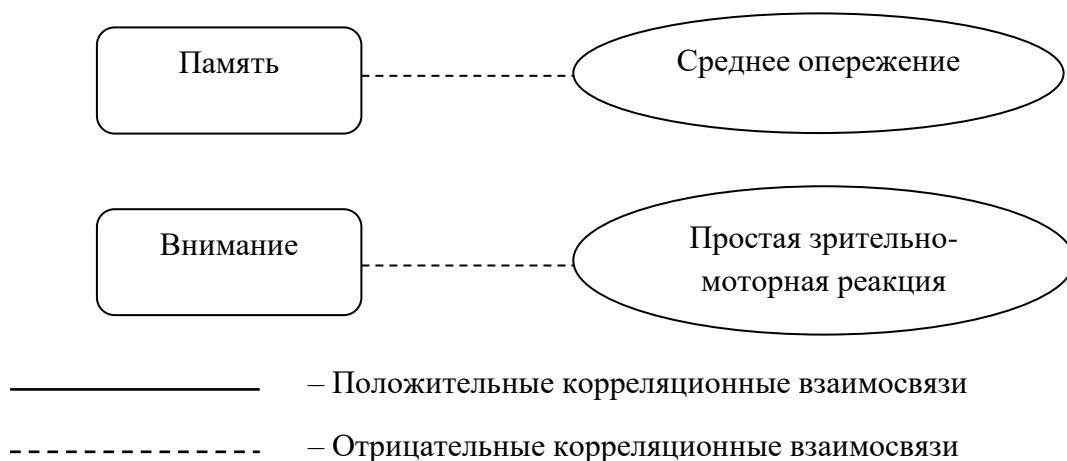 Память
Среднее опережение
Внимание
Простая зрительно-
моторная реакция
– Положительные корреляционные взаимосвязи
– Отрицательные корреляционные взаимосвязи